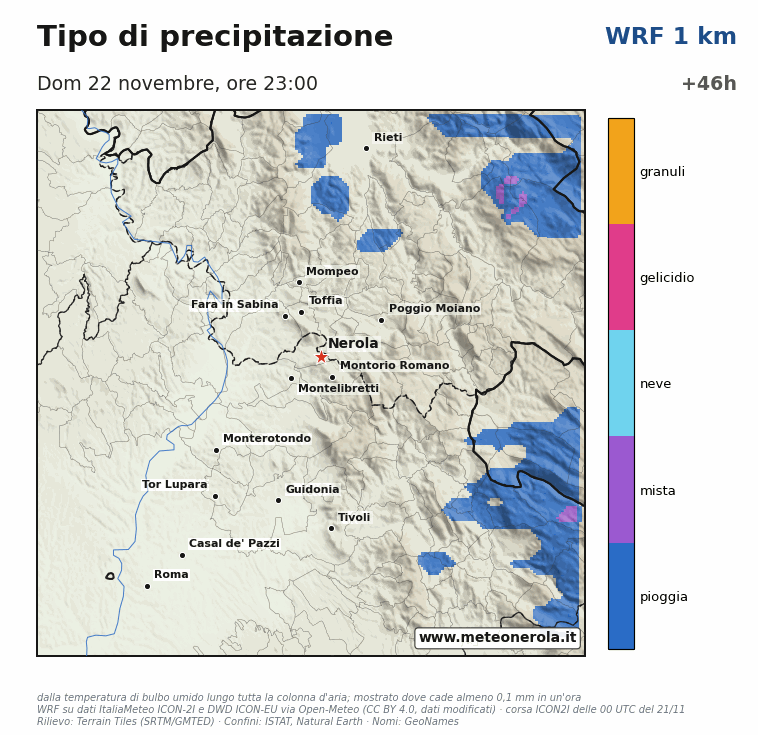 Tipo di precipitazione
WRF 1 km
Dom 22 novembre, ore 23:00
+46h
Rieti
Mompeo
Fara in Sabina
Toffia
Poggio Moiano
Nerola
Montorio Romano
Montelibretti
Monterotondo
Tor Lupara
Guidonia
Tivoli
Casal de' Pazzi
Roma
www.meteonerola.it
granuli
gelicidio
neve
mista
pioggia
dalla temperatura di bulbo umido lungo tutta la colonna d'aria; mostrato dove cade almeno 0,1 mm in un'ora
WRF su dati ItaliaMeteo ICON-2I e DWD ICON-EU via Open-Meteo (CC BY 4.0, dati modificati) · corsa ICON2I delle 00 UTC del 21/11
Rilievo: Terrain Tiles (SRTM/GMTED) · Confini: ISTAT, Natural Earth · Nomi: GeoNames